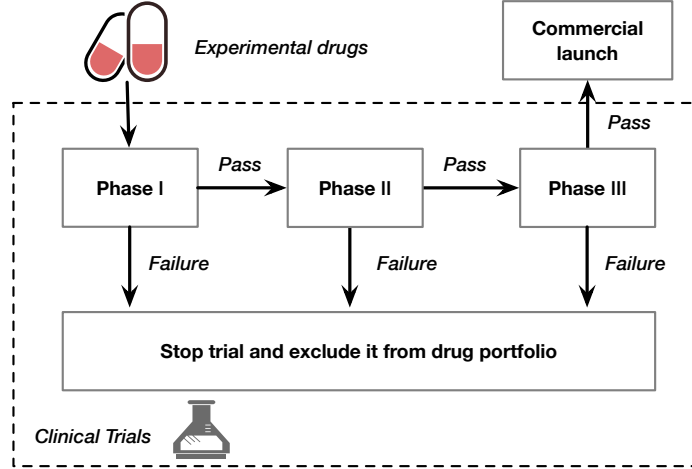 Experimental drugs
Commercial
launch
Pass
Phase I
Pass
Phase II
Pass
Phase III
Failure
Failure
Failure
Stop trial and exclude it from drug portfolio
Clinical Trials